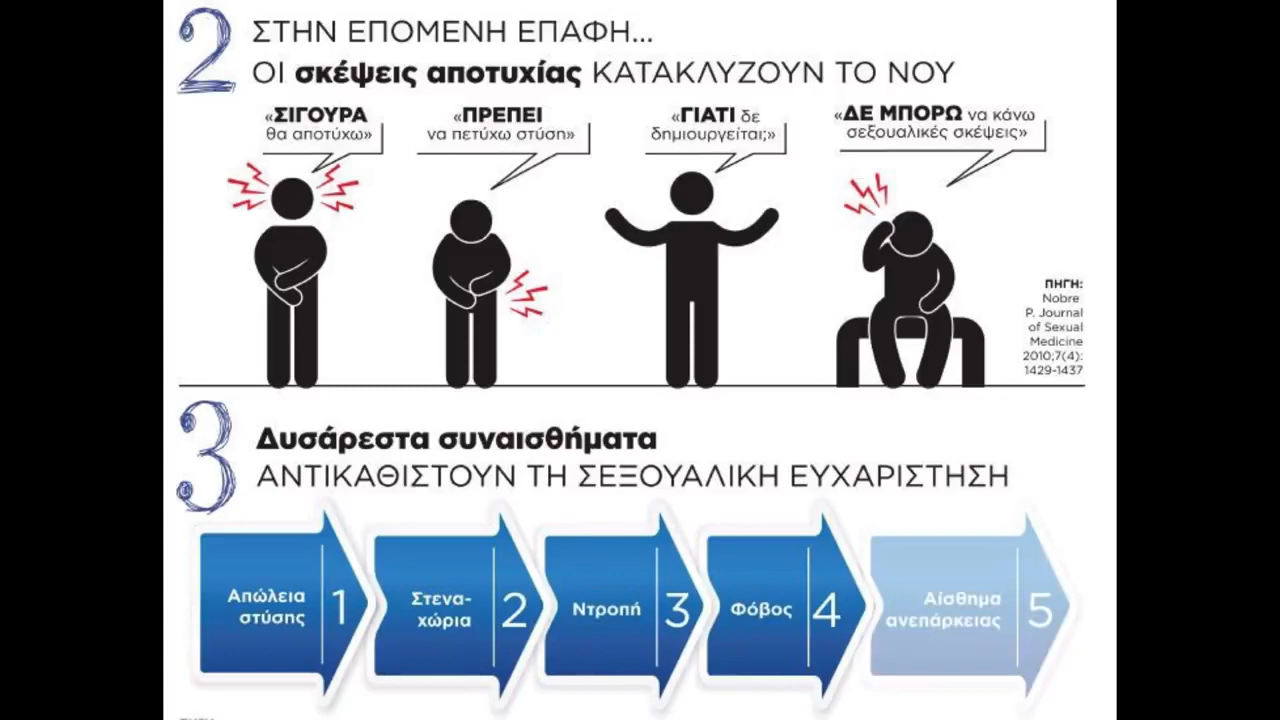 2 ΣΤΗΝ ΕΠΟΜΕΝΗ ΕΠΑΦΗ...
ΟΙ σκέψεις αποτυχίας ΚΑΤΑΚΛΥΖΟΥΝ ΤΟ ΝΟΥ
«ΣΙΓΟΥΡΑ
θα αποτύχω»
«ΠΡΕΠΕΙ
να πετύχω στύση»
«ΓΙΑΤΙ δε
δημιουργείται;»
«ΔΕ ΜΠΟΡΩ να κάνω
σεξουαλικές σκέψεις»
ΠΗΓΗ:
Nobre
P. Journal
of Sexual
Medicine
2010;7(4):
1429-1437
3 Δυσάρεστα συναισθήματα
ΑΝΤΙΚΑΘΙΣΤΟΥΝ ΤΗ ΣΕΞΟΥΑΛΙΚΗ ΕΥΧΑΡΙΣΤΗΣΗ
Απώλεια
στύσης
1
Στενα-
χώρια
2
Ντροπή
3
Φόβος
4
Αίσθημα
ανεπάρκειας
5